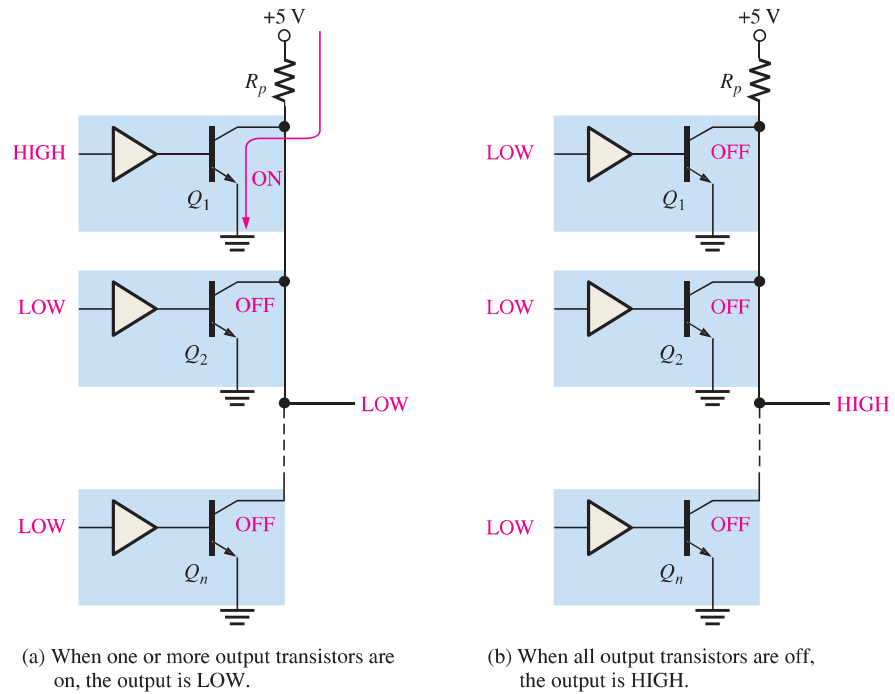 +5 V
R_p
HIGH
ON
Q_1
LOW
OFF
Q_2
LOW
LOW
OFF
Q_n
(a) When one or more output transistors are
on, the output is LOW.
+5 V
R_p
LOW
OFF
Q_1
LOW
OFF
Q_2
HIGH
LOW
OFF
Q_n
(b) When all output transistors are off,
the output is HIGH.